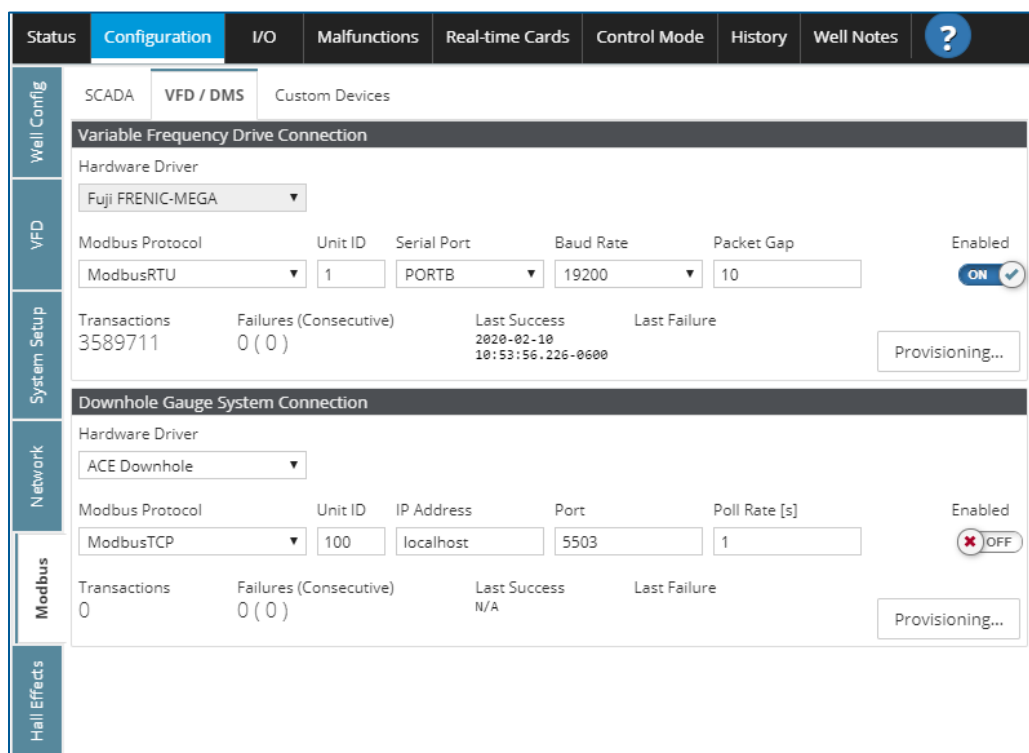 Status Configuration I/O Malfunctions Real-time Cards Control Mode History Well Notes ?
Well Config
VFD
System Setup
Network
Modbus
Hall Effects
SCADA VFD / DMS Custom Devices
Variable Frequency Drive Connection
Hardware Driver
Fuji FRENIC-MEGA
Modbus Protocol Unit ID Serial Port Baud Rate Packet Gap Enabled
ModbusRTU 1 PORTB 19200 10 ON
Transactions Failures (Consecutive) Last Success Last Failure
3589711 0 ( 0 ) 2020-02-10
10:53:56.226-0600
Provisioning...
Downhole Gauge System Connection
Hardware Driver
ACE Downhole
Modbus Protocol Unit ID IP Address Port Poll Rate [s] Enabled
ModbusTCP 100 localhost 5503 1 OFF
Transactions Failures (Consecutive) Last Success Last Failure
0 0 ( 0 ) N/A
Provisioning...